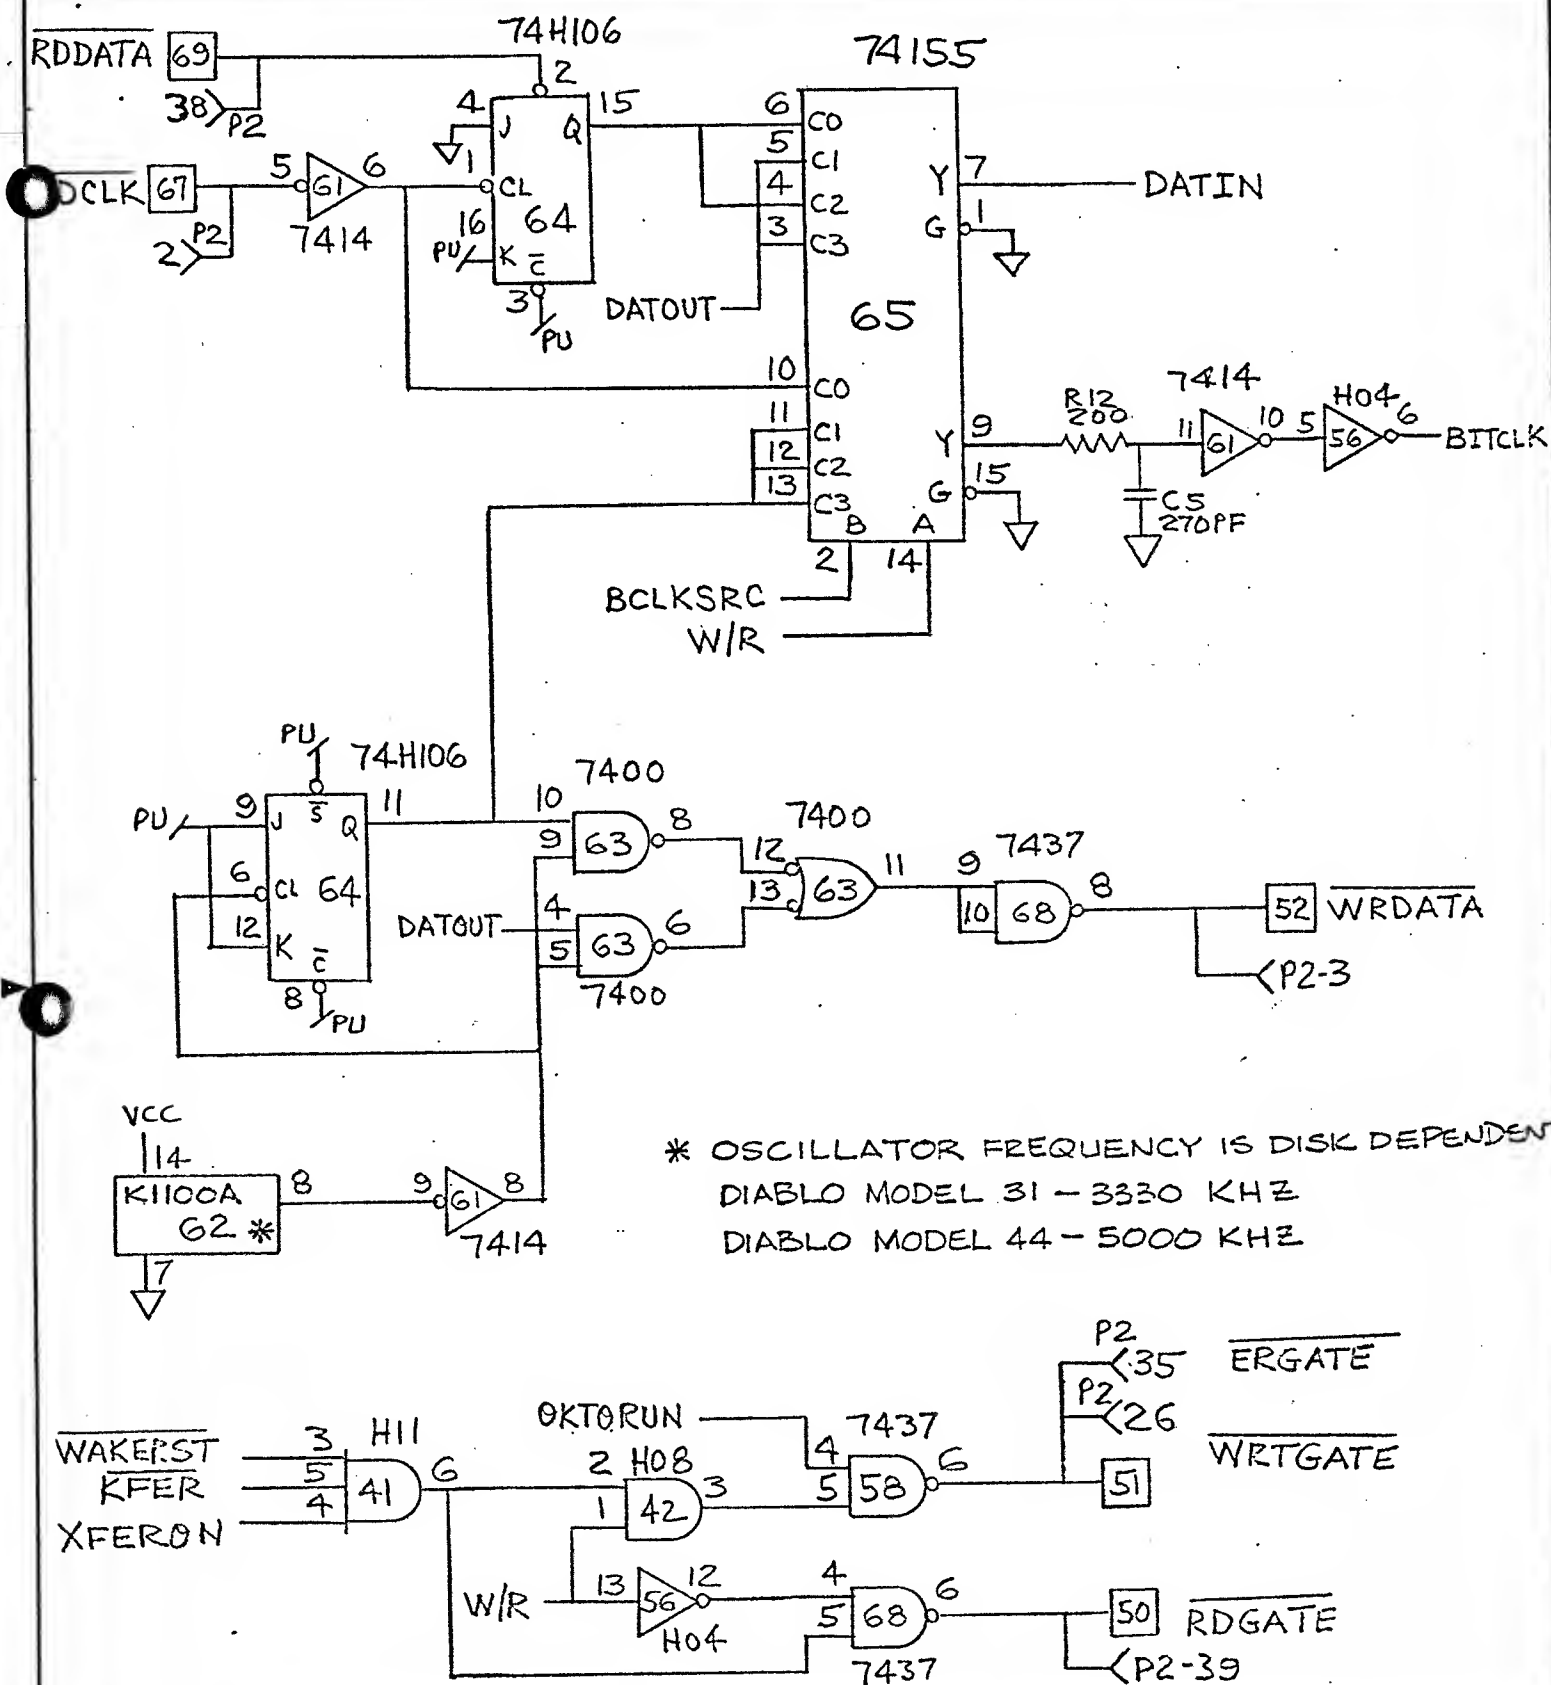 RDDATA 69
38 P2
74H106
2
4 J Q 15
1 CL
16 K 64
PU
C
3
PU
CLK 67
5 61 6
7414
2 P2
74155
6 C0
5 C1
4 C2
3 C3
Y 7 DATIN
G 1
DATOUT
65
10 C0
11 C1
12 C2
13 C3
Y 9
G 15
B A
2 14
BCLKSRC
W/R
R12
200
C5
270PF
7414
11 61 10
H04
5 56 6 BITCLK
PU
74H106
PU 9 J S Q 11
6 CL 64
12 K C
8
PU
7400
10
9 63 8
DATOUT 4
5 63 6
7400
7400
12
13 63 11
7437
9
10 68 8
52 WRDATA
P2-3
VCC
14
K1100A
62 *
8
7
9 61 8
7414
* OSCILLATOR FREQUENCY IS DISK DEPENDEN
DIABLO MODEL 31 - 3330 KHZ
DIABLO MODEL 44 - 5000 KHZ
WAKERST 3
KFER 5
XFERON 4
H11
41 6
OKTORUN
2 H08
1 42 3
W/R
13 56 12
H04
7437
4
5 58 6
P2
35 ERGATE
P2
26
WRTGATE
51
4
5 68 6
7437
50 RDGATE
P2-39